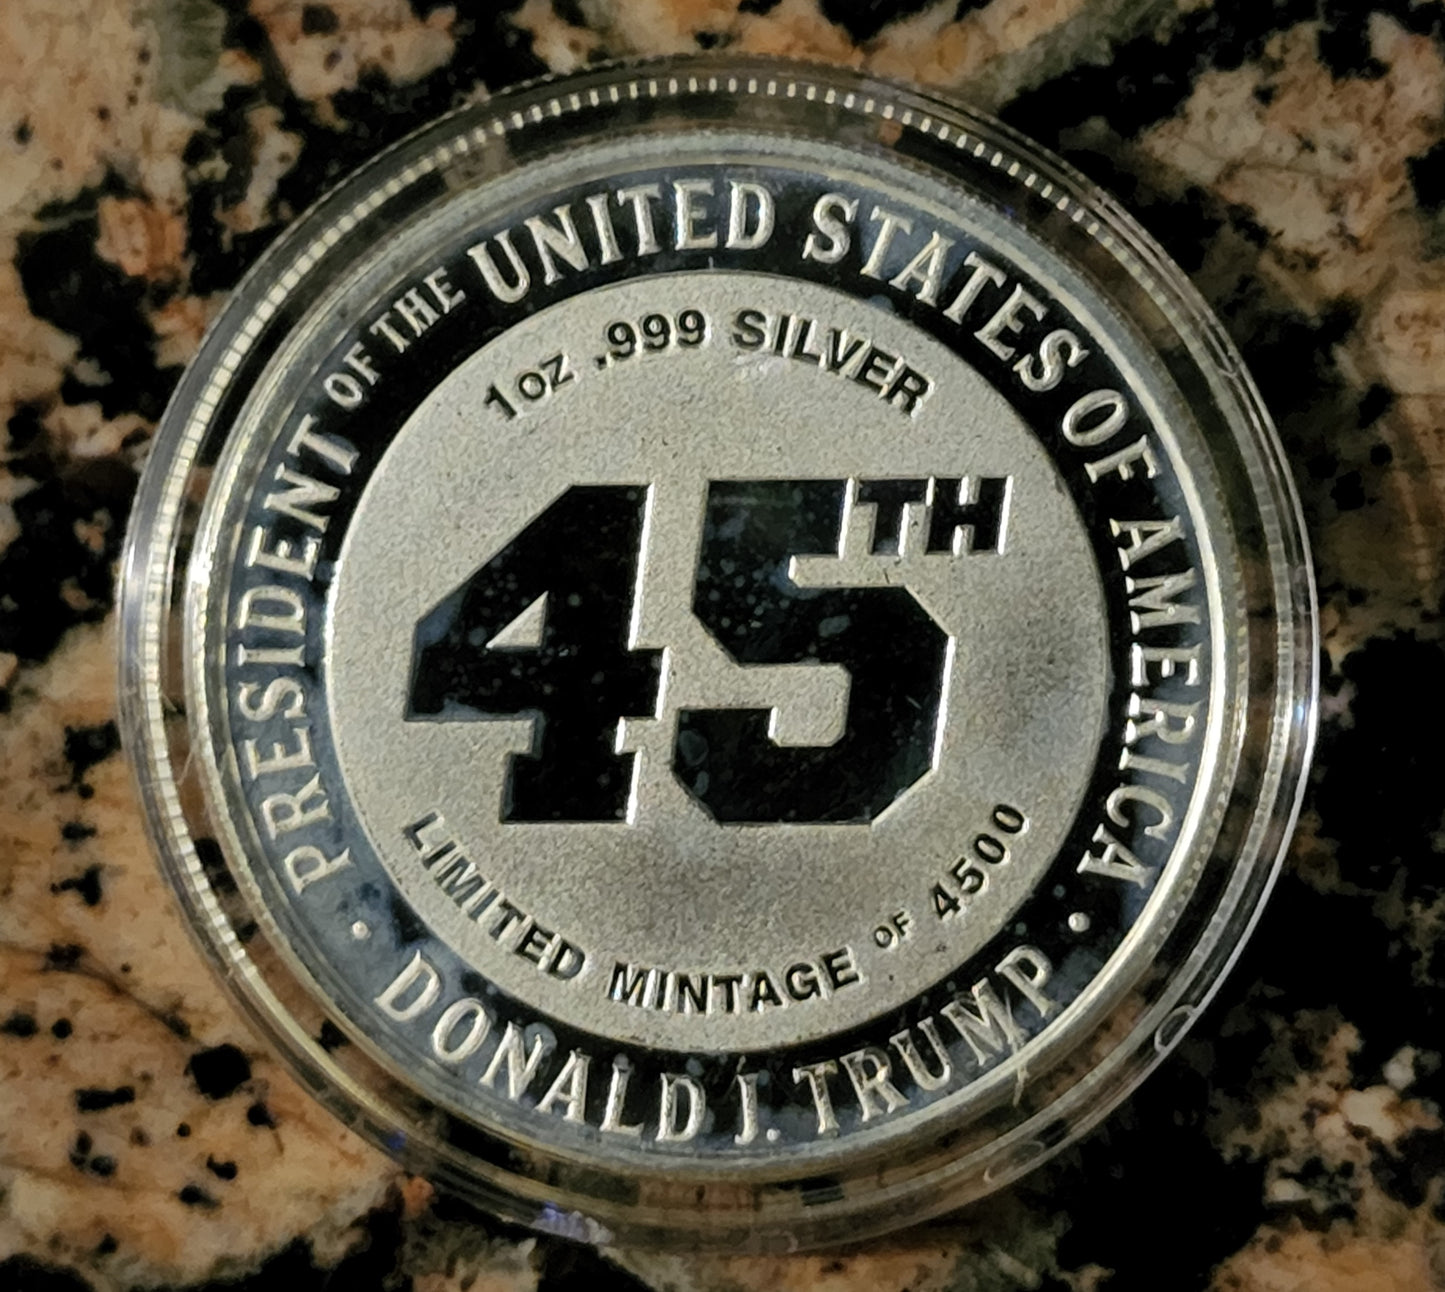 PRESIDENT OF THE UNITED STATES OF AMERICA
1oz .999 SILVER
45TH
LIMITED MINTAGE OF 4500
• DONALD J. TRUMP •